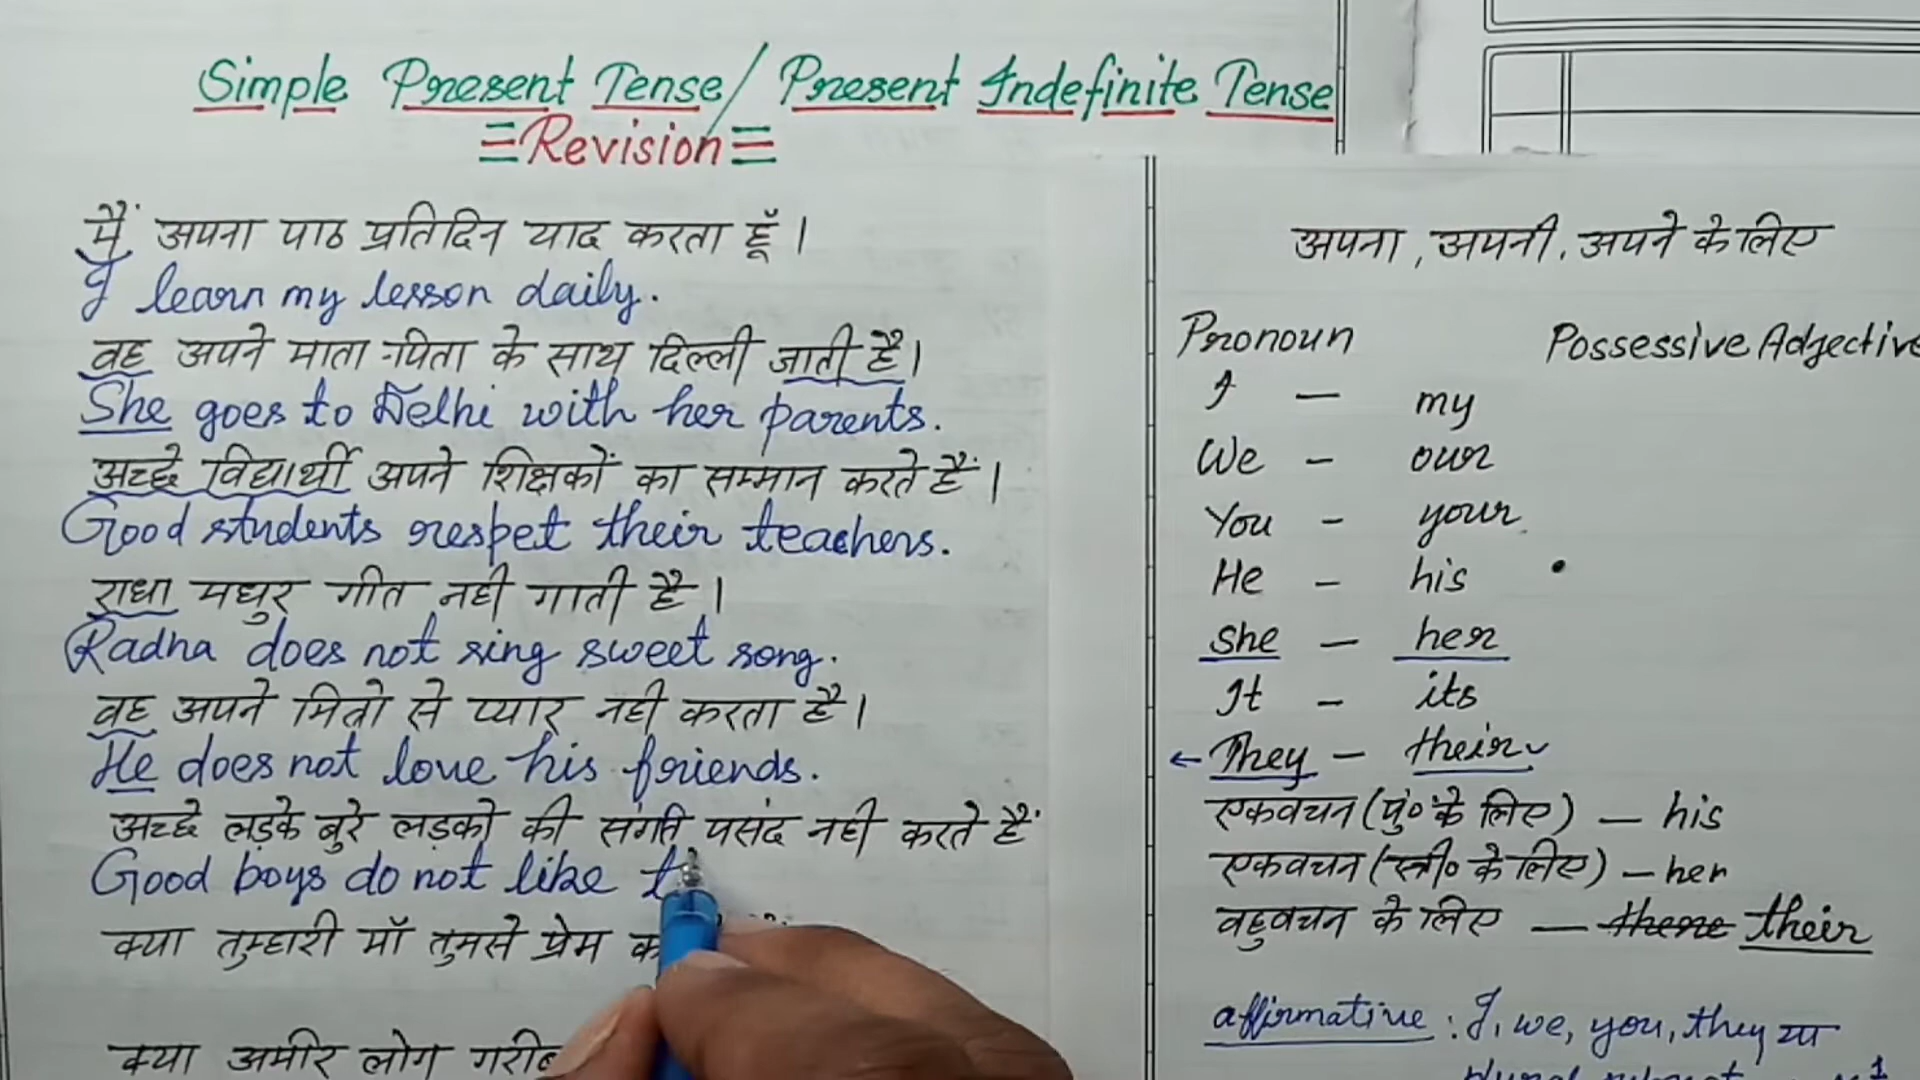 Simple Present Tense/ Present Indefinite Tense
Revision
मैं अपना पाठ प्रतिदिन याद करता हूँ।
I learn my lesson daily.
वह अपने माता-पिता के साथ दिल्ली जाती है।
She goes to Delhi with her parents.
अच्छे विद्यार्थी अपने शिक्षकों का सम्मान करते हैं।
Good students respet their teachers.
राधा मधुर गीत नही गाती है।
Radha does not sing sweet song.
वह अपने मित्रो से प्यार नही करता है।
He does not love his friends.
अच्छे लड़के बुरे लड़को की संगति पसंद नही करते हैं
Good boys do not like t
क्या तुम्हारी माँ तुमसे प्रेम क
क्या अमीर लोग गरीब
अपना, अपनी, अपने के लिए
Pronoun Possessive Adjective
I – my
We – our
You – your
He – his
she – her
It – its
← They – their
एकवचन (पुं० के लिए) – his
एकवचन (स्त्री० के लिए) – her
वहुवचन के लिए – there their
affirmative : I, we, you, they या